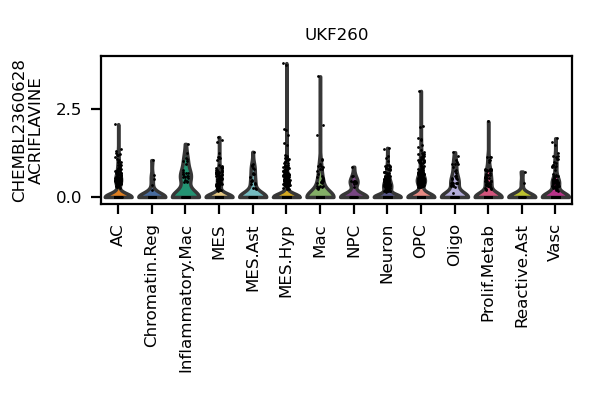 UKF260
CHEMBL2360628
ACRIFLAVINE
2.5
0.0
AC
Chromatin.Reg
Inflammatory.Mac
MES
MES.Ast
MES.Hyp
Mac
NPC
Neuron
OPC
Oligo
Prolif.Metab
Reactive.Ast
Vasc